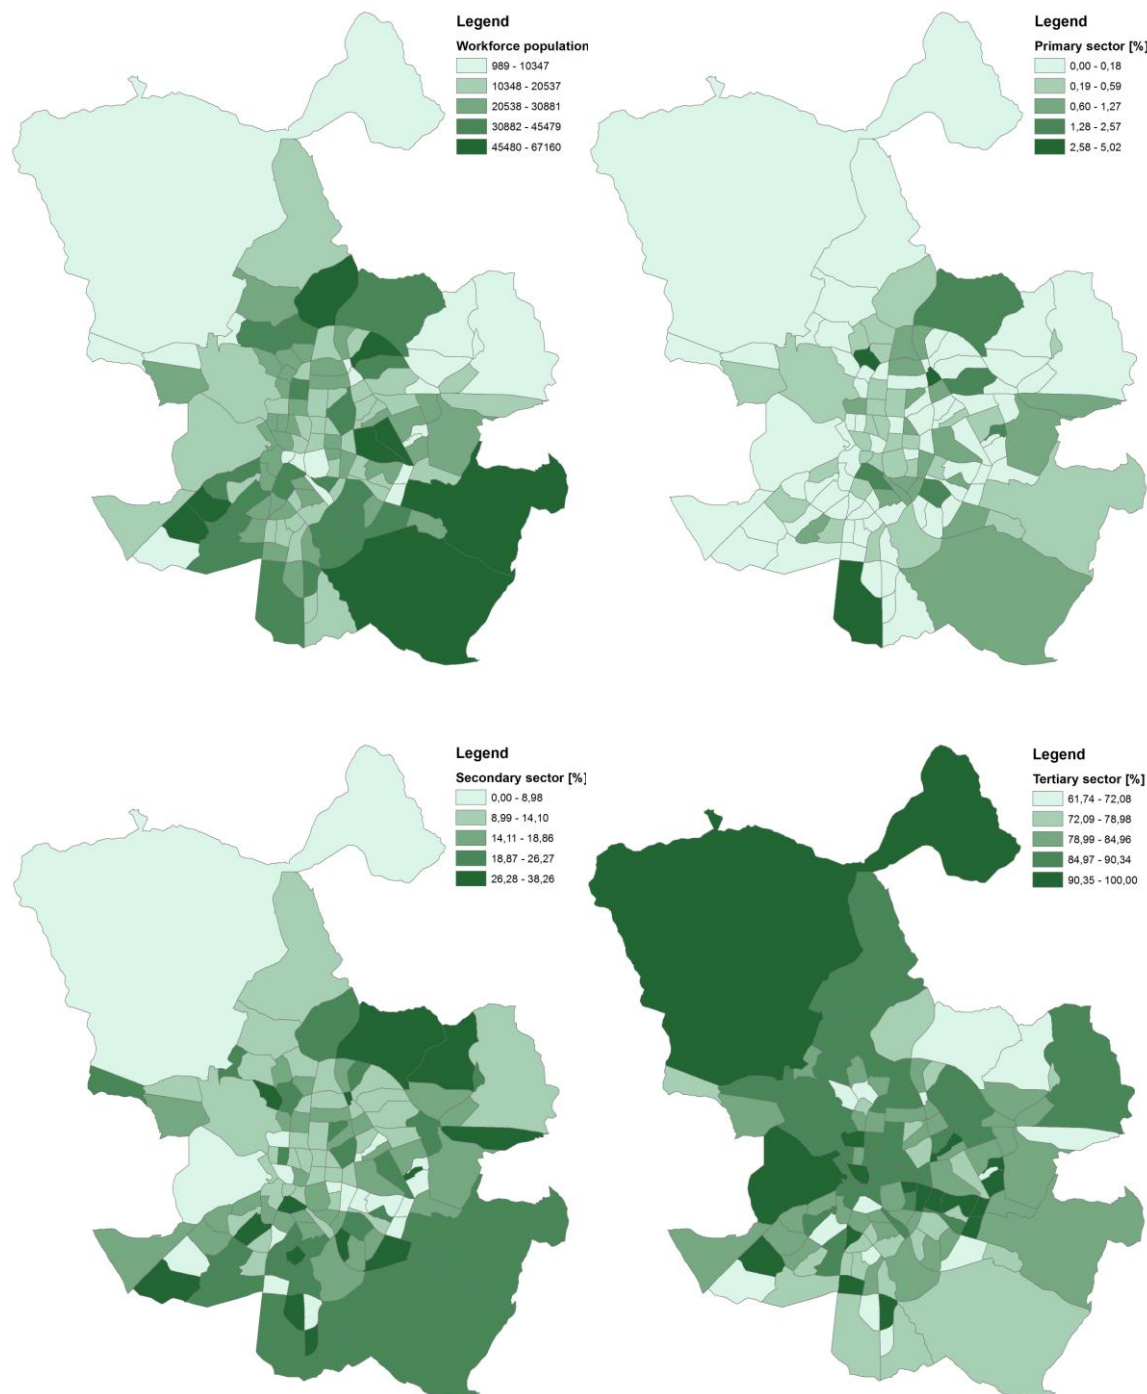 Legend
Workforce population
989 - 10347
10348 - 20537
20538 - 30881
30882 - 45479
45480 - 67160
Legend
Primary sector [%]
0,00 - 0,18
0,19 - 0,59
0,60 - 1,27
1,28 - 2,57
2,58 - 5,02
Legend
Secondary sector [%]
0,00 - 8,98
8,99 - 14,10
14,11 - 18,86
18,87 - 26,27
26,28 - 38,26
Legend
Tertiary sector [%]
61,74 - 72,08
72,09 - 78,98
78,99 - 84,96
84,97 - 90,34
90,35 - 100,00